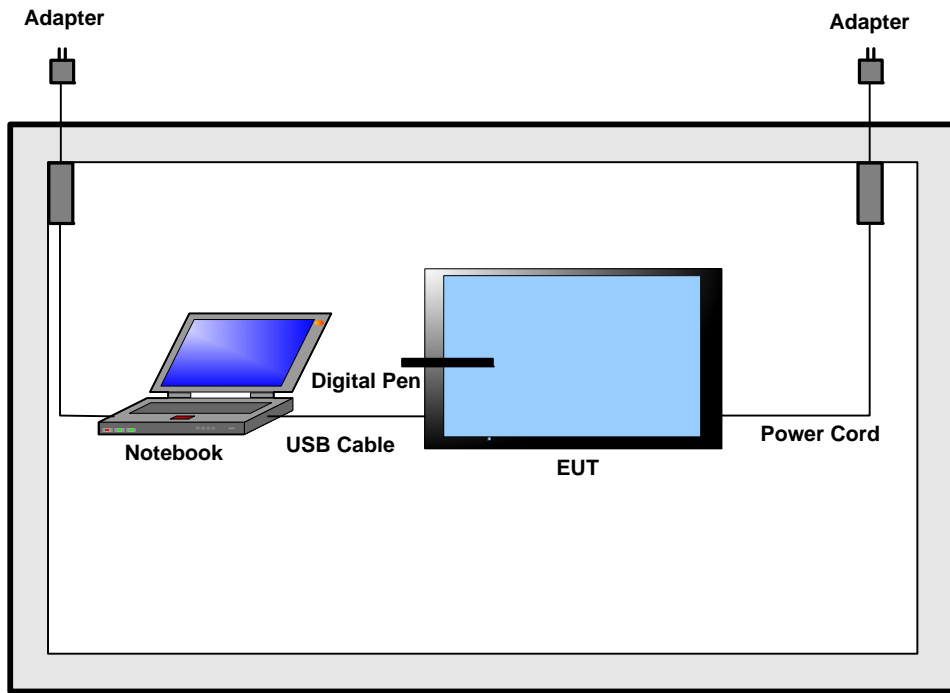 Adapter
Adapter
Digital Pen
Notebook
USB Cable
EUT
Power Cord